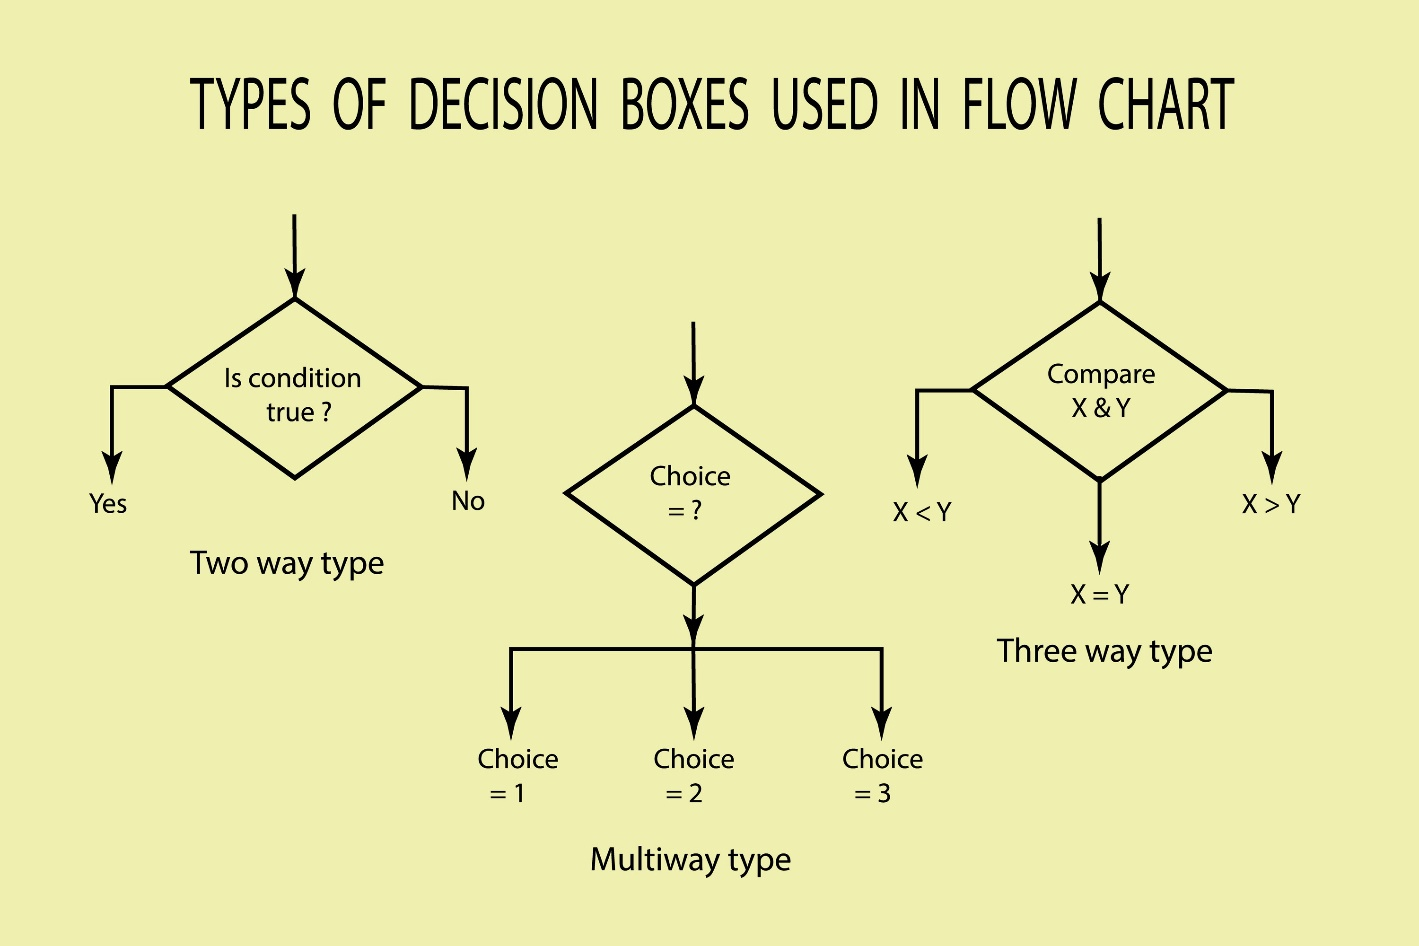 TYPES OF DECISION BOXES USED IN FLOW CHART
Is condition
true ?
Yes
No
Two way type
Choice
= ?
Choice
= 1
Choice
= 2
Choice
= 3
Multiway type
Compare
X & Y
X < Y
X > Y
X = Y
Three way type